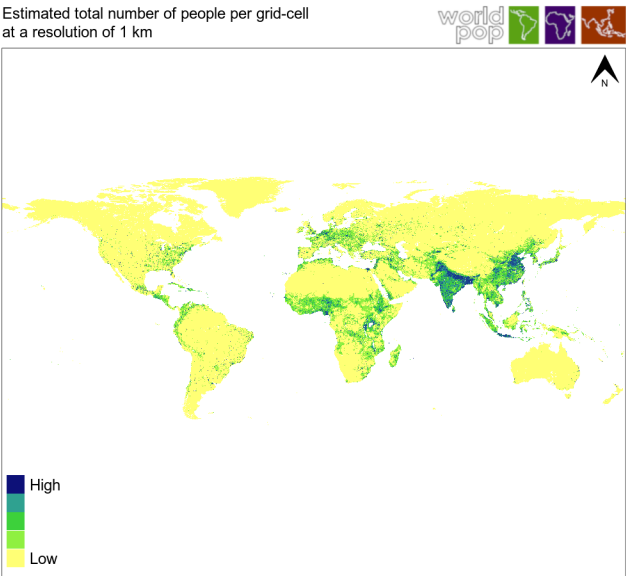 Estimated total number of people per grid-cell
at a resolution of 1 km
world
pop
N
High
Low